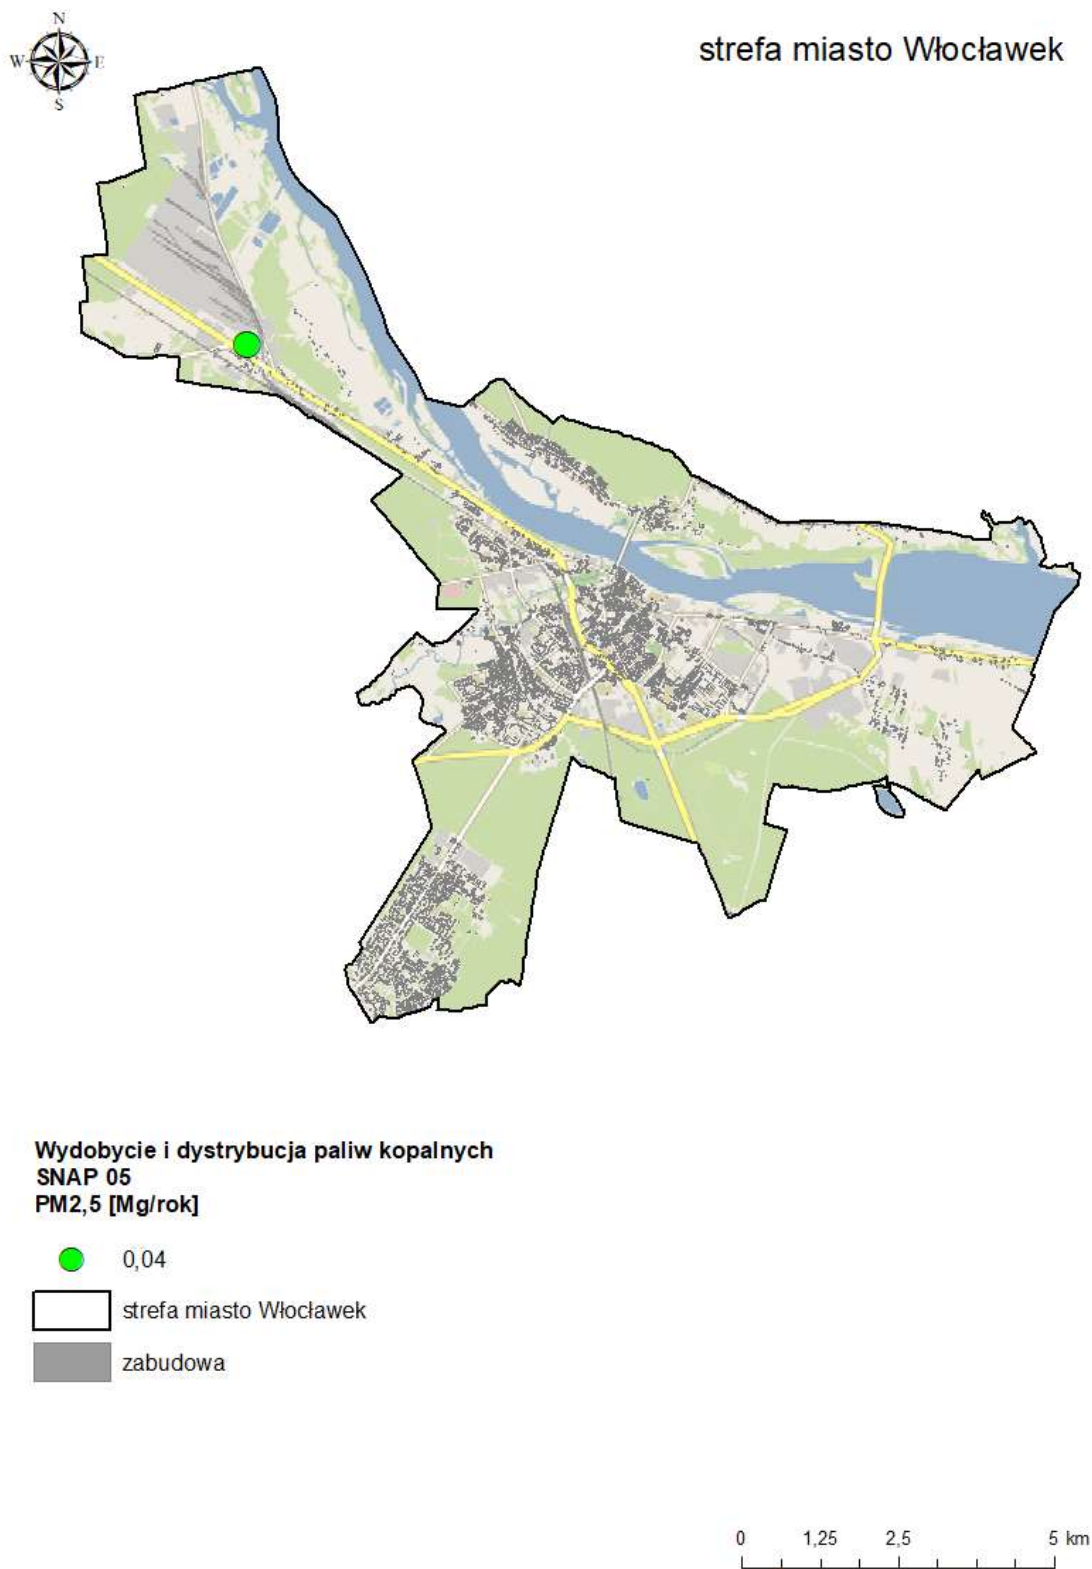 N
W E
S
strefa miasto Włocławek
Wydobycie i dystrybucja paliw kopalnych
SNAP 05
PM2,5 [Mg/rok]
0,04
strefa miasto Włocławek
zabudowa
0 1,25 2,5 5 km